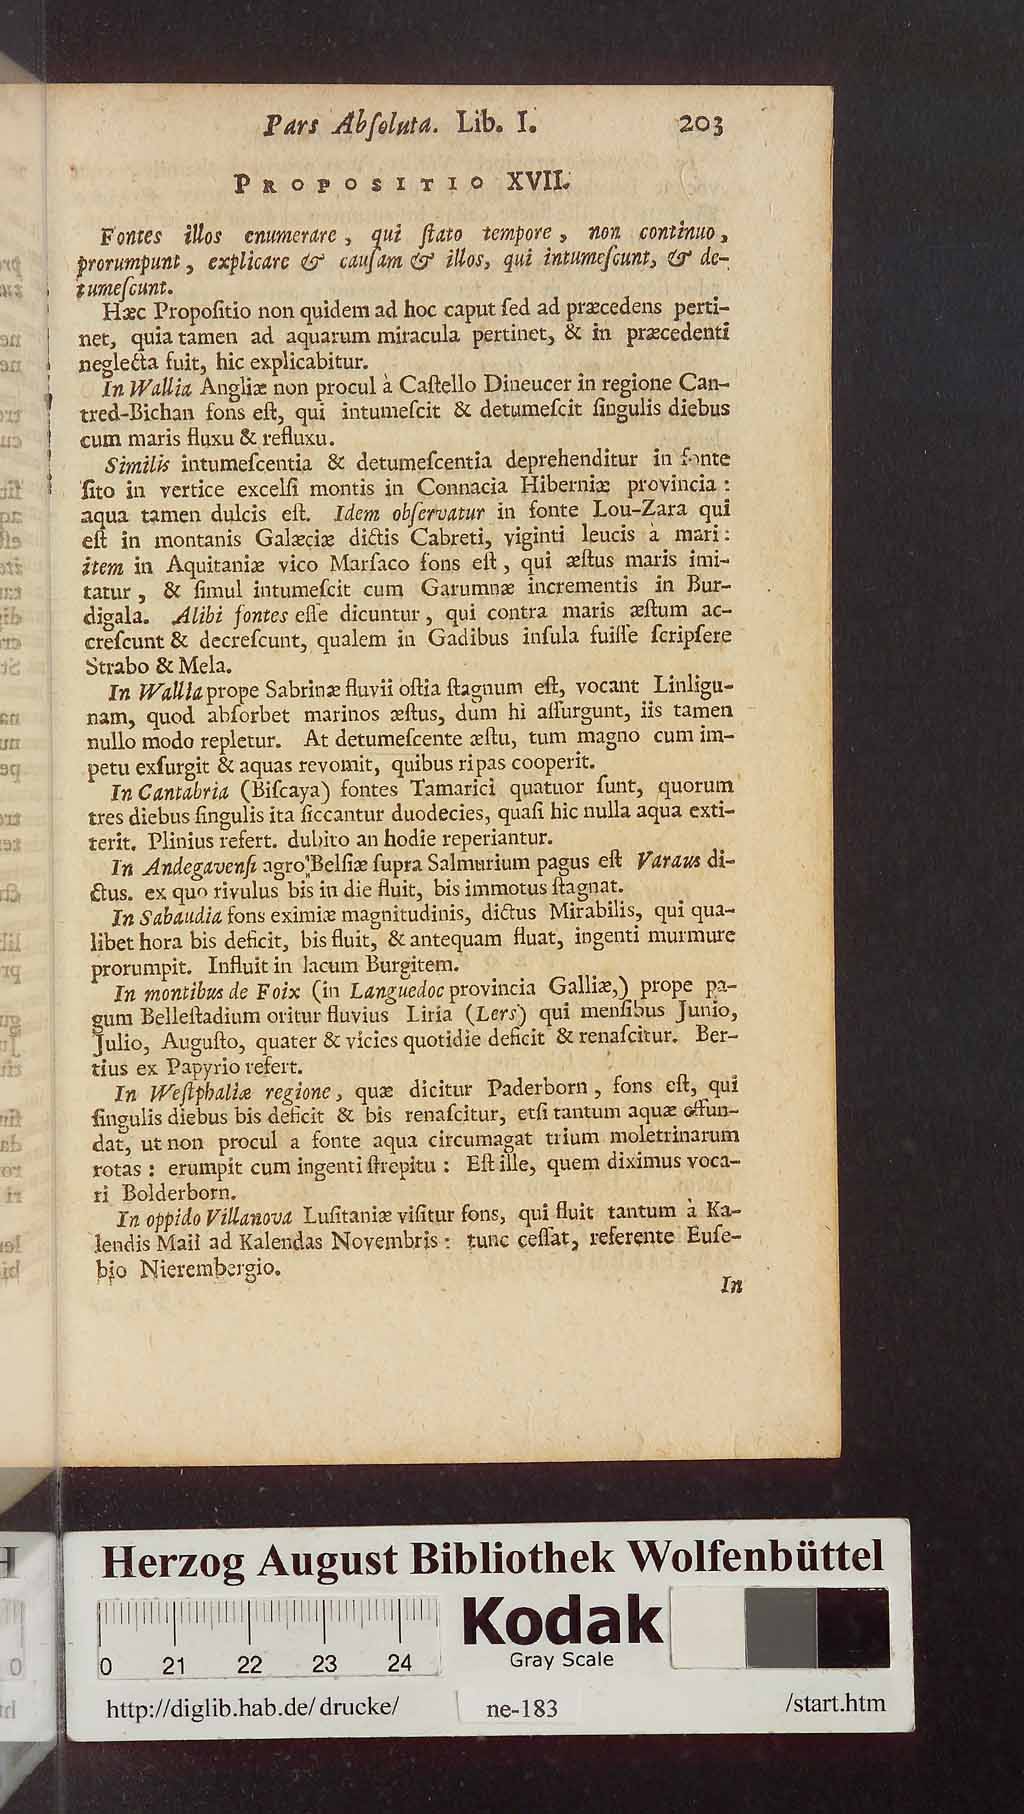 Pars Abſoluta. Lib. I. 203
PROPOSITIO XVII.
Fontes illos enumerare, qui ſtato tempore, non continuo,
prorumpunt, explicare & cauſam & illos, qui intumeſcunt, & de-
tumeſcunt.
Hæc Propoſitio non quidem ad hoc caput ſed ad præcedens perti-
net, quia tamen ad aquarum miracula pertinet, & in præcedenti
neglecta fuit, hic explicabitur.
In Wallia Angliæ non procul à Caſtello Dineucer in regione Can-
tred-Bichan fons eſt, qui intumeſcit & detumeſcit ſingulis diebus
cum maris fluxu & refluxu.
Similis intumeſcentia & detumeſcentia deprehenditur in fonte
ſito in vertice excelſi montis in Connacia Hiberniæ provincia:
aqua tamen dulcis eſt. Idem obſervatur in fonte Lou-Zara qui
eſt in montanis Galæciæ dictis Cabreti, viginti leucis à mari:
item in Aquitaniæ vico Marſaco fons eſt, qui æſtus maris imi-
tatur, & ſimul intumeſcit cum Garumnæ incrementis in Bur-
digala. Alibi fontes eſſe dicuntur, qui contra maris æſtum ac-
creſcunt & decreſcunt, qualem in Gadibus inſula fuiſſe ſcripſere
Strabo & Mela.
In Wallia prope Sabrinæ fluvii oſtia ſtagnum eſt, vocant Linligu-
nam, quod abſorbet marinos æſtus, dum hi aſſurgunt, iis tamen
nullo modo repletur. At detumeſcente æſtu, tum magno cum im-
petu exſurgit & aquas revomit, quibus ripas cooperit.
In Cantabria (Biſcaya) fontes Tamarici quatuor ſunt, quorum
tres diebus ſingulis ita ſiccantur duodecies, quaſi hic nulla aqua exti-
terit. Plinius refert. dubito an hodie reperiantur.
In Andegavenſi agro Belſiæ ſupra Salmurium pagus eſt Varaus di-
ctus. ex quo rivulus bis in die fluit, bis immotus ſtagnat.
In Sabaudia fons eximiæ magnitudinis, dictus Mirabilis, qui qua-
libet hora bis deficit, bis fluit, & antequam fluat, ingenti murmure
prorumpit. Influit in lacum Burgitem.
In montibus de Foix (in Languedoc provincia Galliæ,) prope pa-
gum Belleſtadium oritur fluvius Liria (Lers) qui menſibus Junio,
Julio, Auguſto, quater & vicies quotidie deficit & renaſcitur. Ber-
tius ex Papyrio refert.
In Weſtphaliæ regione, quæ dicitur Paderborn, fons eſt, qui
ſingulis diebus bis deficit & bis renaſcitur, etſi tantum aquæ effun-
dat, ut non procul a fonte aqua circumagat trium moletrinarum
rotas: erumpit cum ingenti ſtrepitu: Eſt ille, quem diximus voca-
ri Bolderborn.
In oppido Villanova Luſitaniæ viſitur fons, qui fluit tantum à Ka-
lendis Maii ad Kalendas Novembris: tunc ceſſat, referente Euſe-
bio Nierembergio.
In
Herzog August Bibliothek Wolfenbüttel
Kodak
Gray Scale
0 21 22 23 24
http://diglib.hab.de/drucke/ ne-183 /start.htm